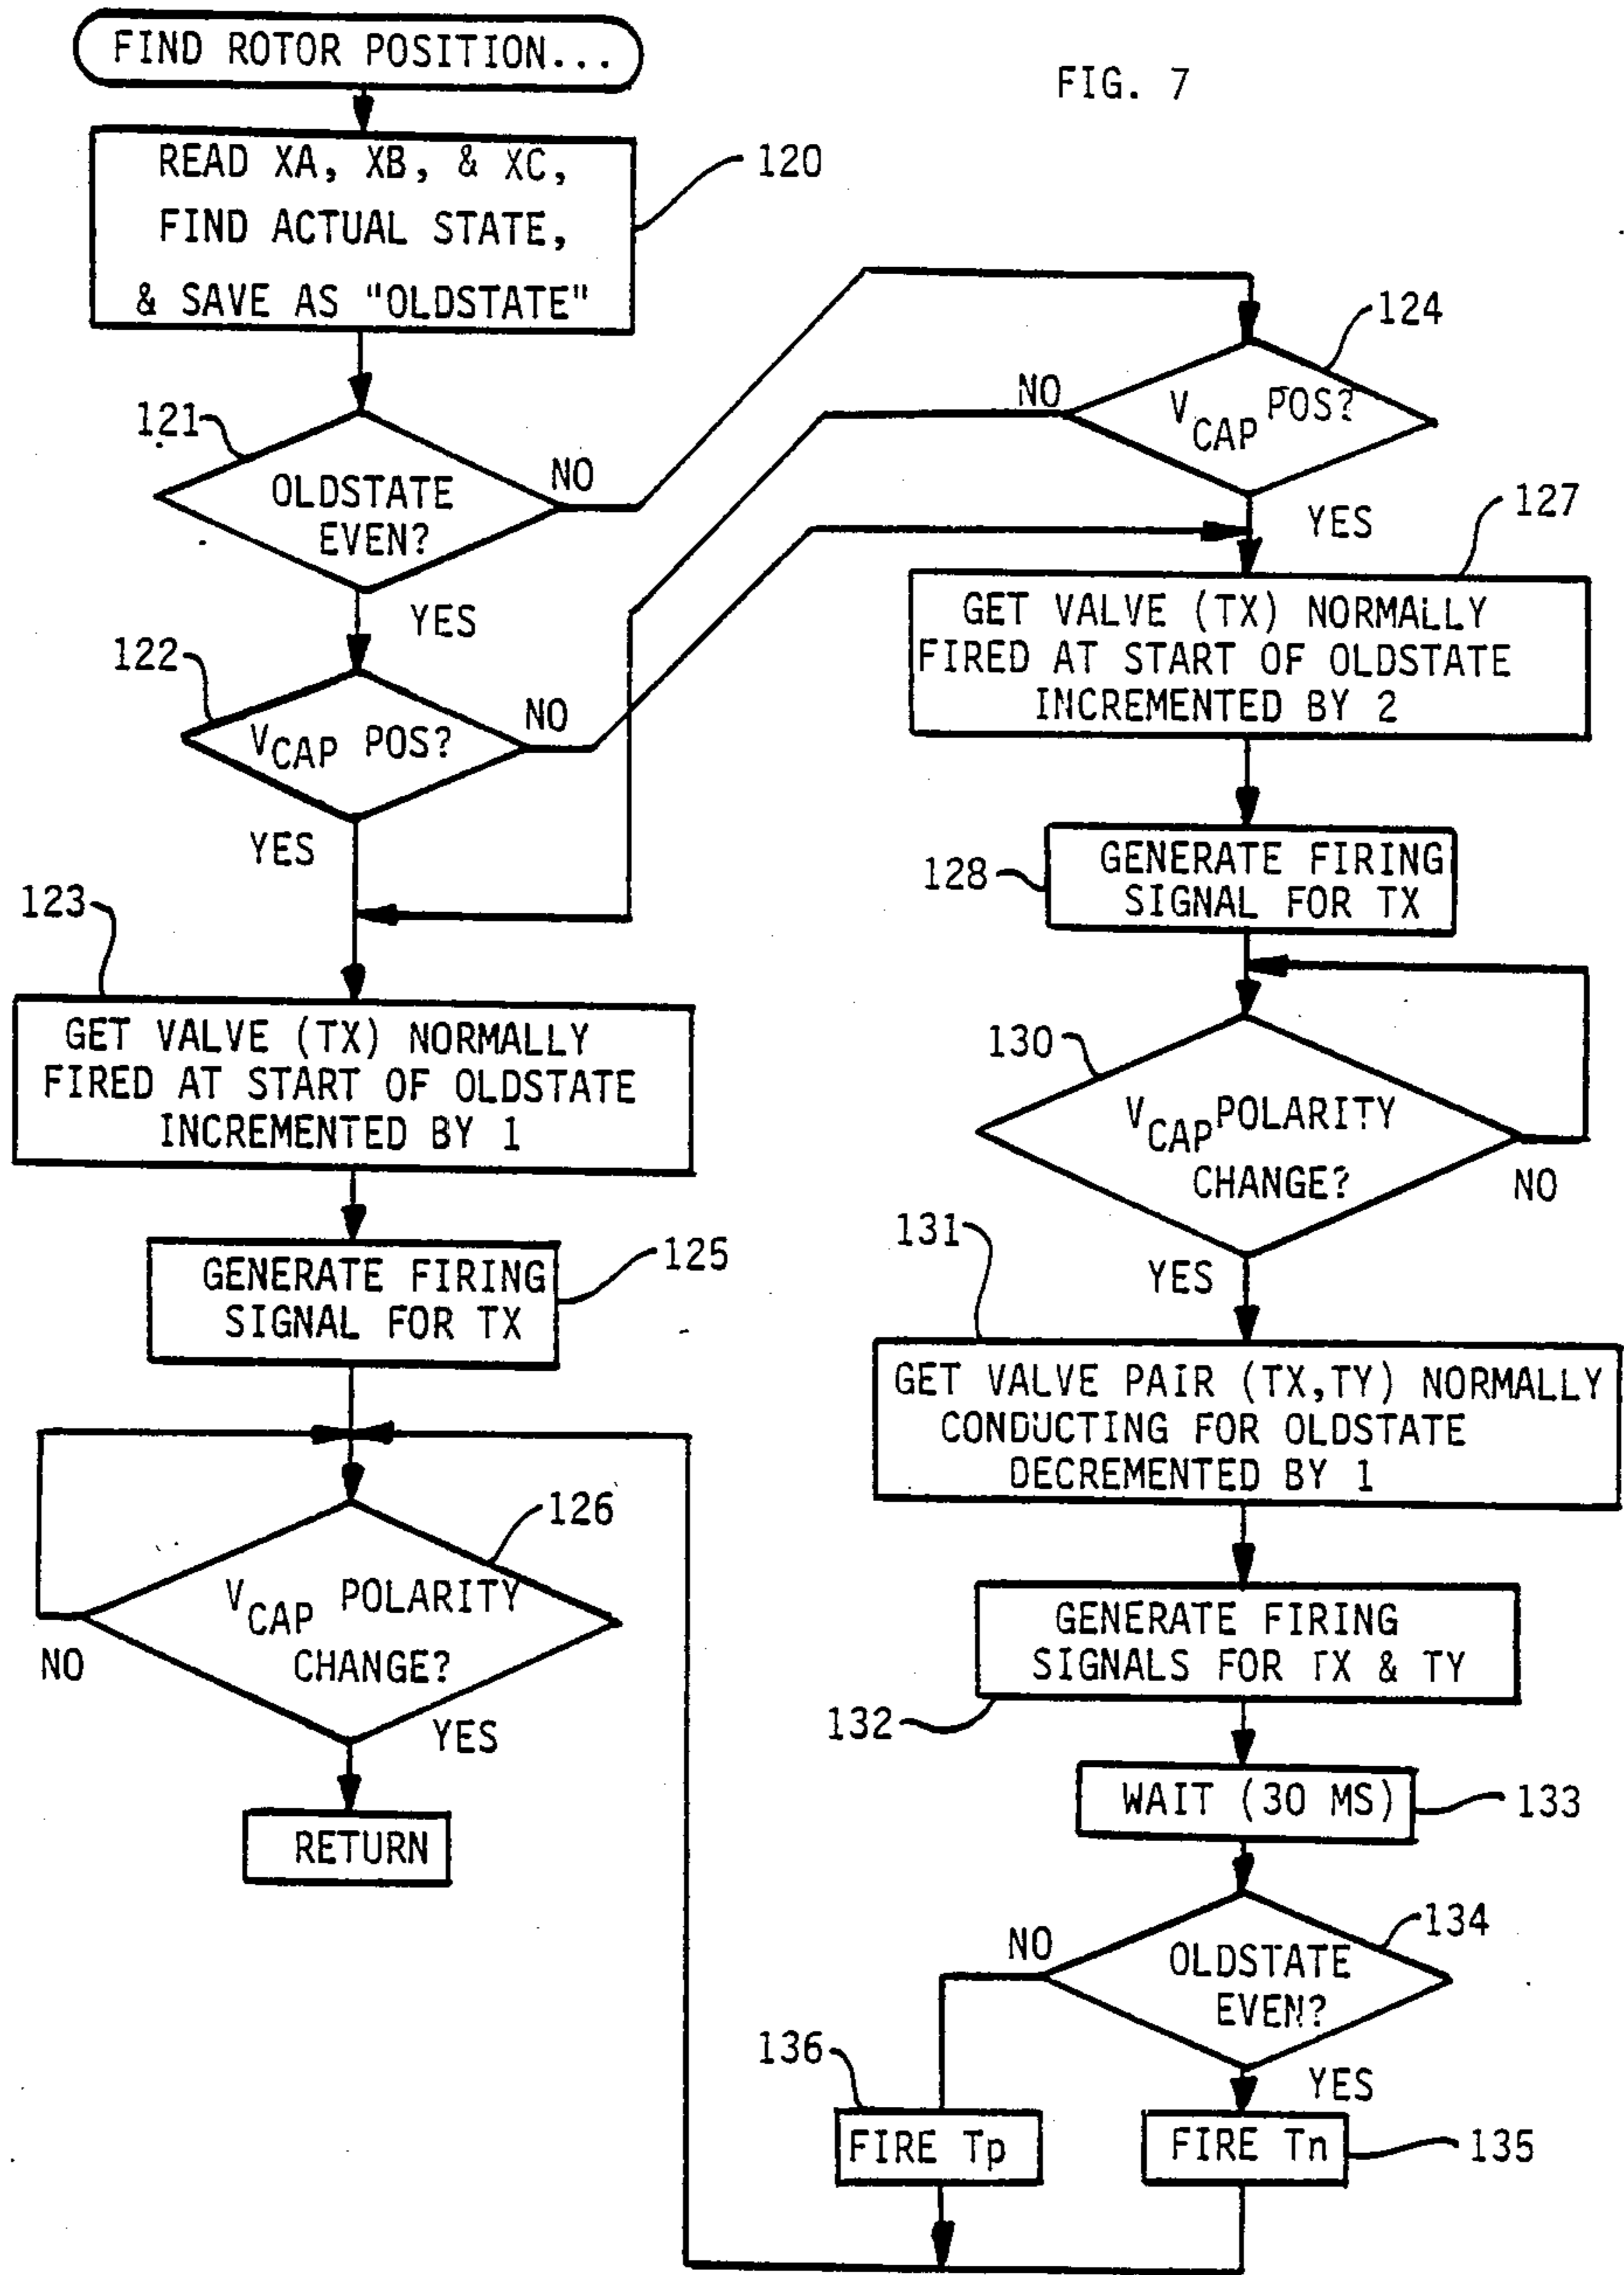 FIND ROTOR POSITION...
FIG. 7
READ XA, XB, & XC,
FIND ACTUAL STATE,
& SAVE AS "OLDSTATE"
120
121
OLDSTATE
EVEN?
NO
YES
122
VCAP POS?
NO
YES
123
GET VALVE (TX) NORMALLY
FIRED AT START OF OLDSTATE
INCREMENTED BY 1
GENERATE FIRING
SIGNAL FOR TX
125
126
VCAP POLARITY
CHANGE?
NO
YES
RETURN
124
VCAP POS?
NO
YES
127
GET VALVE (TX) NORMALLY
FIRED AT START OF OLDSTATE
INCREMENTED BY 2
128
GENERATE FIRING
SIGNAL FOR TX
130
VCAP POLARITY
CHANGE?
NO
YES
131
GET VALVE PAIR (TX,TY) NORMALLY
CONDUCTING FOR OLDSTATE
DECREMENTED BY 1
GENERATE FIRING
SIGNALS FOR TX & TY
132
WAIT (30 MS)
133
134
OLDSTATE
EVEN?
NO
YES
136
FIRE Tp
FIRE Tn
135